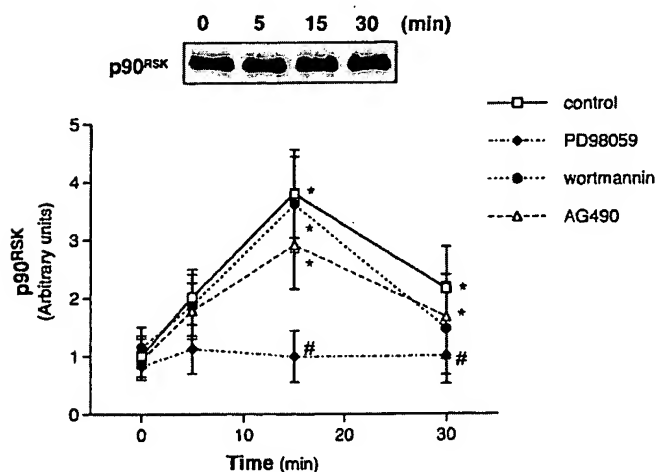 0 5 15 30 (min)
p90RSK
control
PD98059
wortmannin
AG490
p90RSK
(Arbitrary units)
5
4
3
2
1
0
*
*
*
#
*
*
#
0 10 20 30
Time (min)